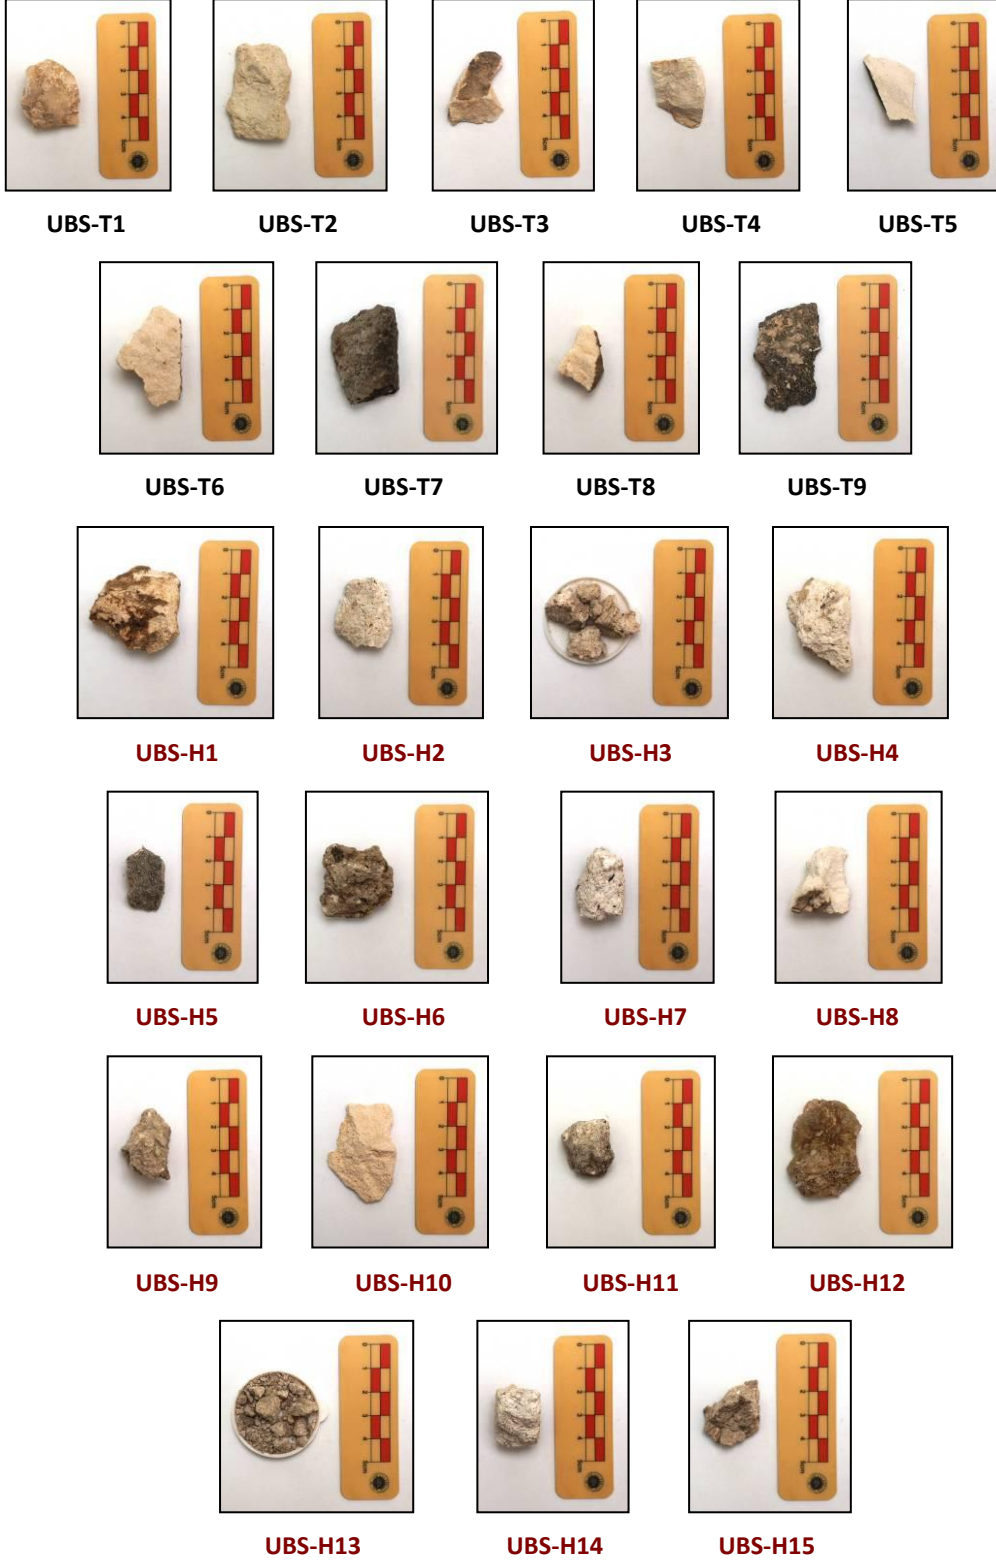 UBS-T1 UBS-T2 UBS-T3 UBS-T4 UBS-T5
UBS-T6 UBS-T7 UBS-T8 UBS-T9
UBS-H1 UBS-H2 UBS-H3 UBS-H4
UBS-H5 UBS-H6 UBS-H7 UBS-H8
UBS-H9 UBS-H10 UBS-H11 UBS-H12
UBS-H13 UBS-H14 UBS-H15